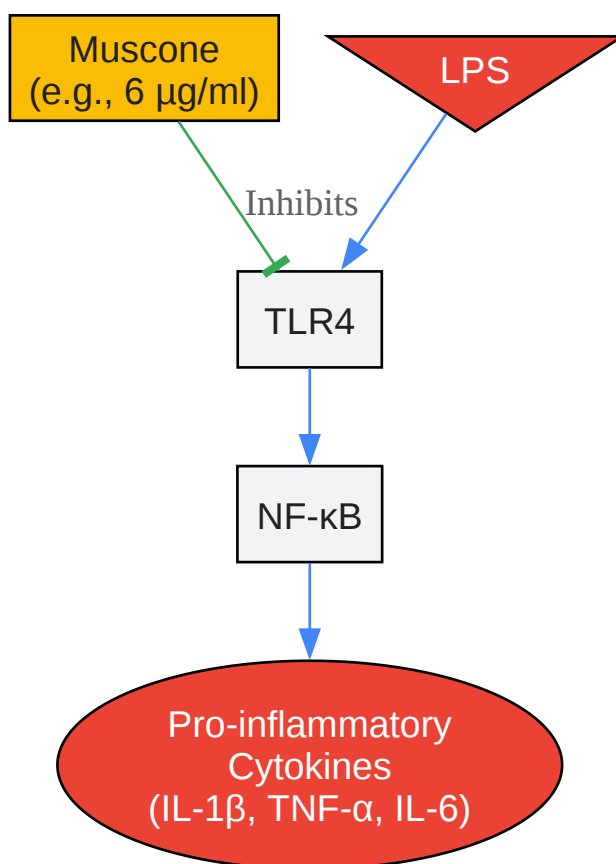 Muscone
(e.g., 6 µg/ml)
LPS
Inhibits
TLR4
NF-κB
Pro-inflammatory
Cytokines
(IL-1β, TNF-α, IL-6)